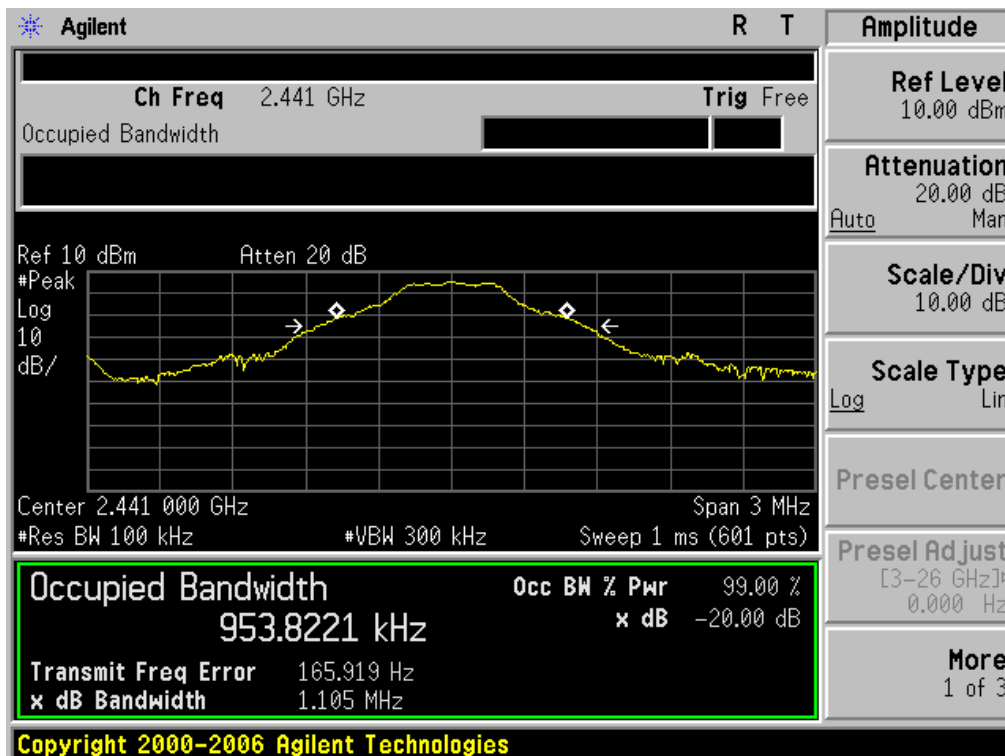 Agilent R T
Ch Freq 2.441 GHz Trig Free
Occupied Bandwidth
Ref 10 dBm Atten 20 dB
#Peak
Log
10
dB/
Center 2.441 000 GHz Span 3 MHz
#Res BW 100 kHz #VBW 300 kHz Sweep 1 ms (601 pts)
Occupied Bandwidth
953.8221 kHz
Occ BW % Pwr 99.00 %
x dB -20.00 dB
Transmit Freq Error 165.919 Hz
x dB Bandwidth 1.105 MHz
Copyright 2000-2006 Agilent Technologies
Amplitude
Ref Level
10.00 dBm
Attenuation
20.00 dB
Auto Man
Scale/Div
10.00 dB
Scale Type
Log Lin
Presel Center
Presel Adjust
[3-26 GHz]
0.000 Hz
More
1 of 3